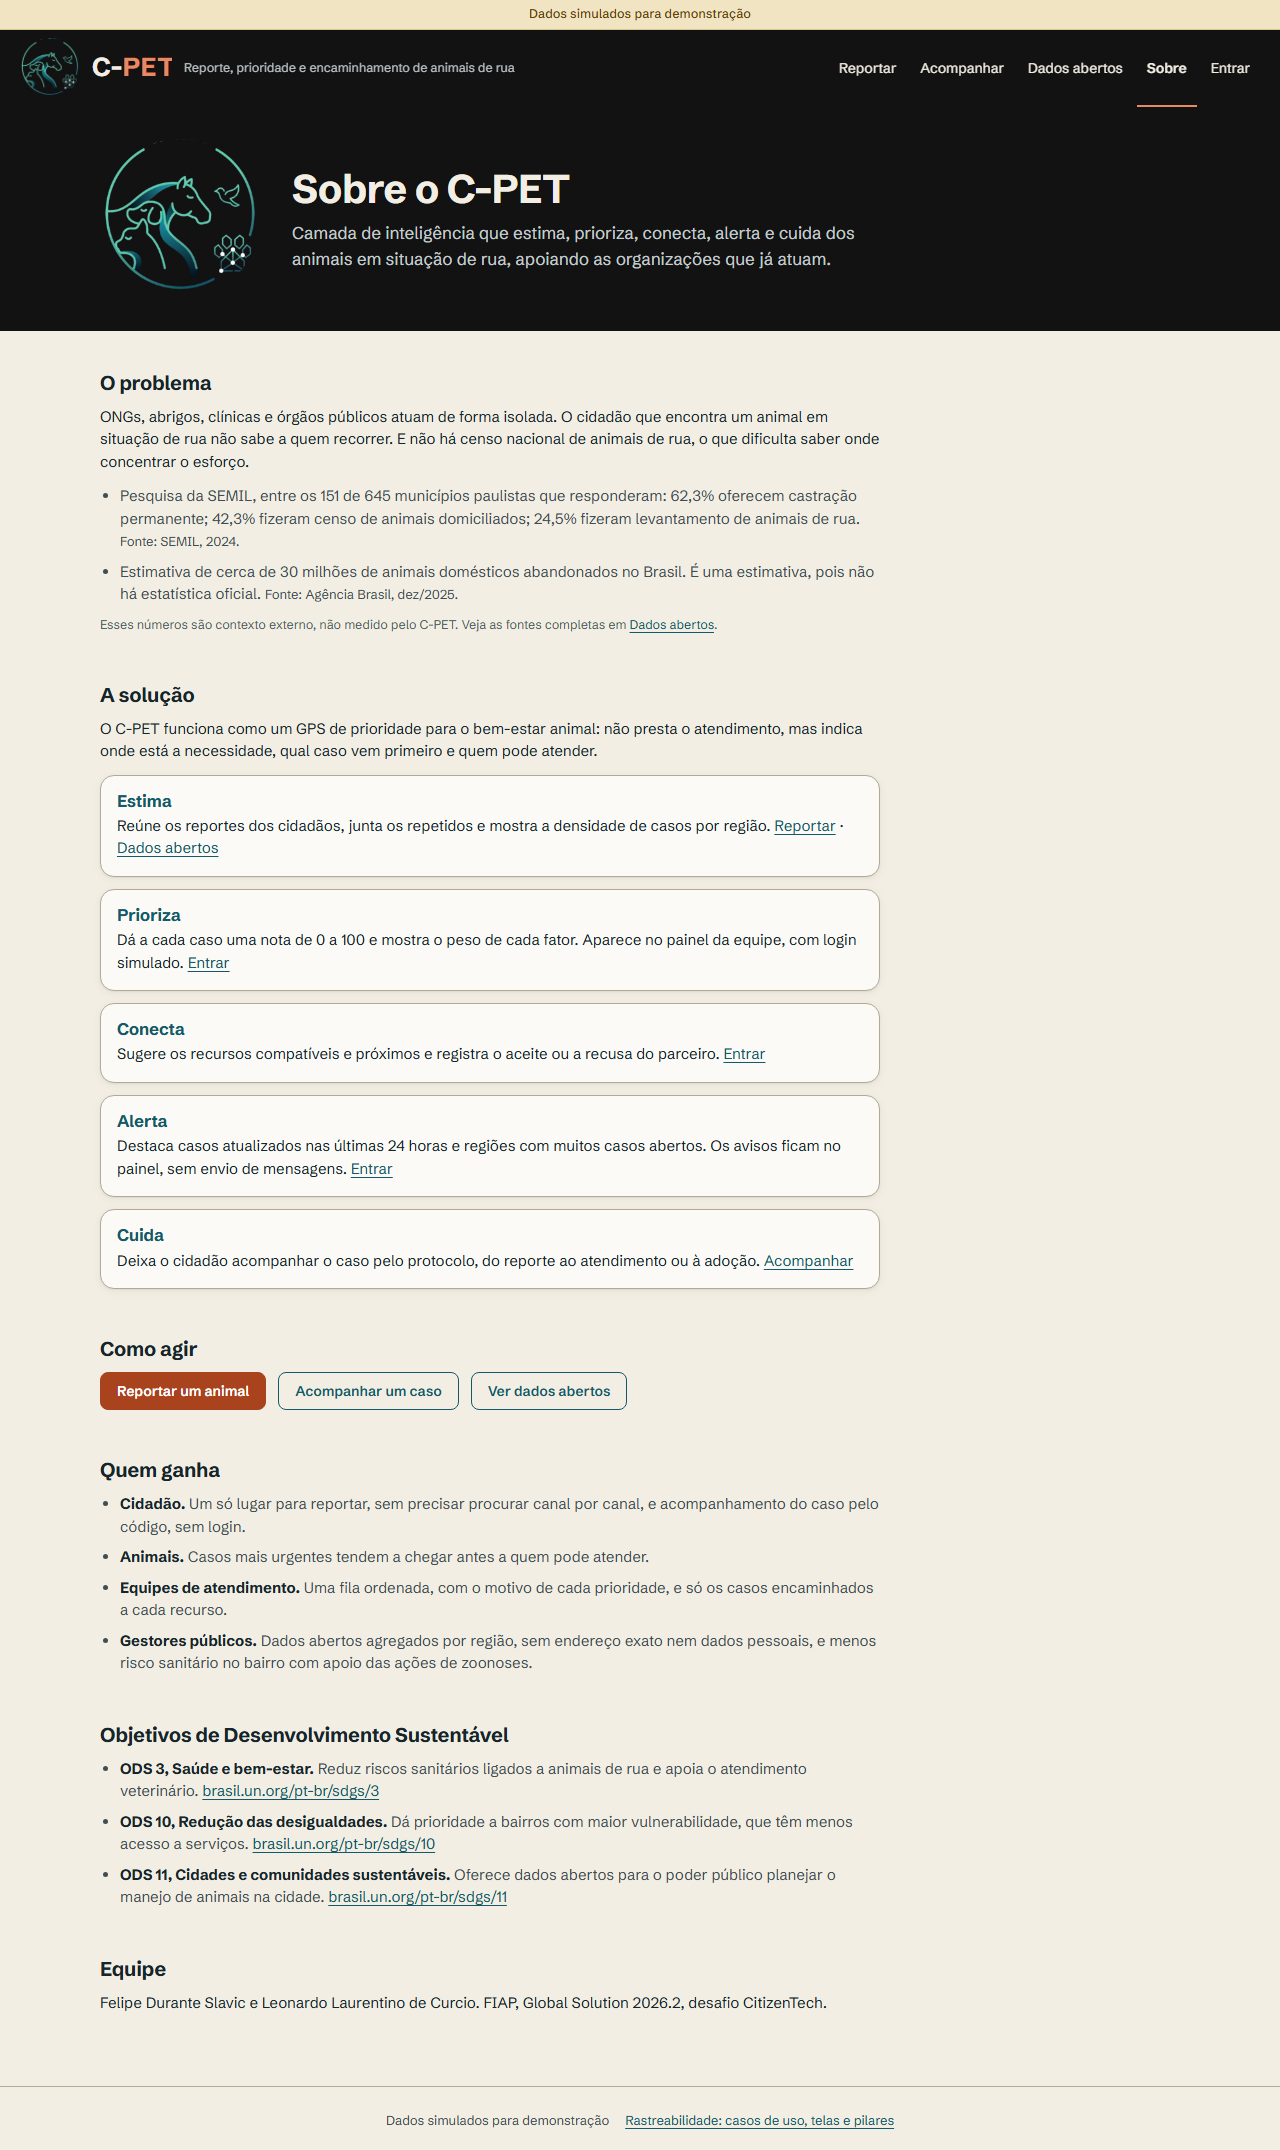 Dados simulados para demonstração
C-PET
Reporte, prioridade e encaminhamento de animais de rua
Reportar
Acompanhar
Dados abertos
Sobre
Entrar
Sobre o C-PET
Camada de inteligência que estima, prioriza, conecta, alerta e cuida dos
animais em situação de rua, apoiando as organizações que já atuam.
O problema
ONGs, abrigos, clínicas e órgãos públicos atuam de forma isolada. O cidadão que encontra um animal em
situação de rua não sabe a quem recorrer. E não há censo nacional de animais de rua, o que dificulta saber onde
concentrar o esforço.
• Pesquisa da SEMIL, entre os 151 de 645 municípios paulistas que responderam: 62,3% oferecem castração
permanente; 42,3% fizeram censo de animais domiciliados; 24,5% fizeram levantamento de animais de rua.
Fonte: SEMIL, 2024.
• Estimativa de cerca de 30 milhões de animais domésticos abandonados no Brasil. É uma estimativa, pois não
há estatística oficial. Fonte: Agência Brasil, dez/2025.
Esses números são contexto externo, não medido pelo C-PET. Veja as fontes completas em Dados abertos.
A solução
O C-PET funciona como um GPS de prioridade para o bem-estar animal: não presta o atendimento, mas indica
onde está a necessidade, qual caso vem primeiro e quem pode atender.
Estima
Reúne os reportes dos cidadãos, junta os repetidos e mostra a densidade de casos por região. Reportar ·
Dados abertos
Prioriza
Dá a cada caso uma nota de 0 a 100 e mostra o peso de cada fator. Aparece no painel da equipe, com login
simulado. Entrar
Conecta
Sugere os recursos compatíveis e próximos e registra o aceite ou a recusa do parceiro. Entrar
Alerta
Destaca casos atualizados nas últimas 24 horas e regiões com muitos casos abertos. Os avisos ficam no
painel, sem envio de mensagens. Entrar
Cuida
Deixa o cidadão acompanhar o caso pelo protocolo, do reporte ao atendimento ou à adoção. Acompanhar
Como agir
Reportar um animal
Acompanhar um caso
Ver dados abertos
Quem ganha
• Cidadão. Um só lugar para reportar, sem precisar procurar canal por canal, e acompanhamento do caso pelo
código, sem login.
• Animais. Casos mais urgentes tendem a chegar antes a quem pode atender.
• Equipes de atendimento. Uma fila ordenada, com o motivo de cada prioridade, e só os casos encaminhados
a cada recurso.
• Gestores públicos. Dados abertos agregados por região, sem endereço exato nem dados pessoais, e menos
risco sanitário no bairro com apoio das ações de zoonoses.
Objetivos de Desenvolvimento Sustentável
• ODS 3, Saúde e bem-estar. Reduz riscos sanitários ligados a animais de rua e apoia o atendimento
veterinário. brasil.un.org/pt-br/sdgs/3
• ODS 10, Redução das desigualdades. Dá prioridade a bairros com maior vulnerabilidade, que têm menos
acesso a serviços. brasil.un.org/pt-br/sdgs/10
• ODS 11, Cidades e comunidades sustentáveis. Oferece dados abertos para o poder público planejar o
manejo de animais na cidade. brasil.un.org/pt-br/sdgs/11
Equipe
Felipe Durante Slavic e Leonardo Laurentino de Curcio. FIAP, Global Solution 2026.2, desafio CitizenTech.
Dados simulados para demonstração
Rastreabilidade: casos de uso, telas e pilares